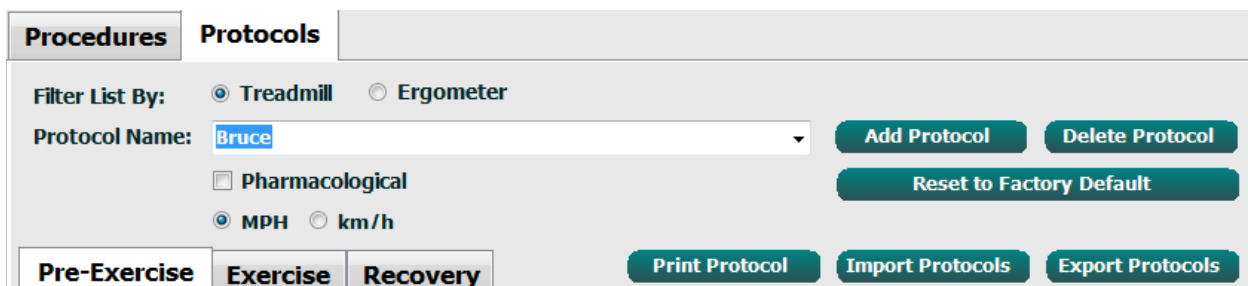 Procedures Protocols
Filter List By: Treadmill Ergometer
Protocol Name: Bruce Add Protocol Delete Protocol
Pharmacological Reset to Factory Default
MPH km/h
Pre-Exercise Exercise Recovery Print Protocol Import Protocols Export Protocols